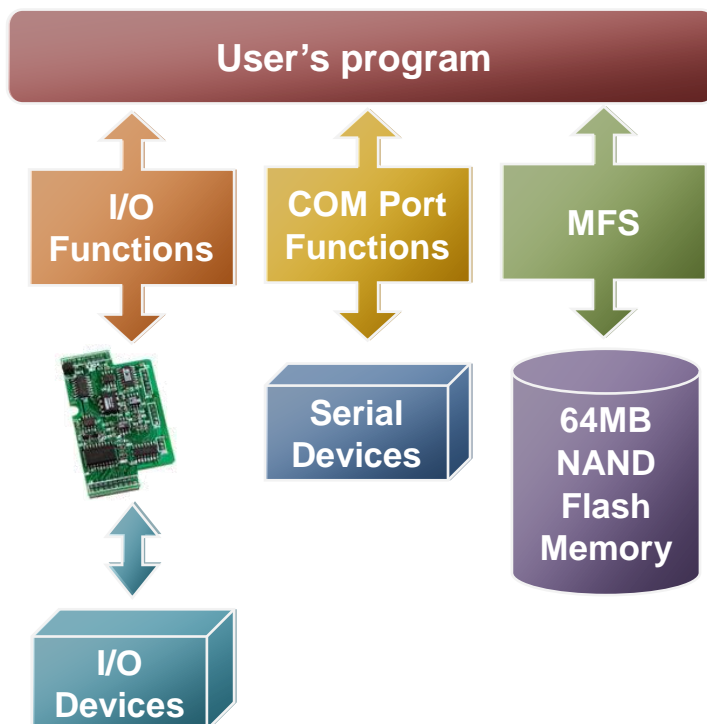 User's program
I/O
Functions
COM Port
Functions
MFS
Serial
Devices
64MB
NAND
Flash
Memory
I/O
Devices